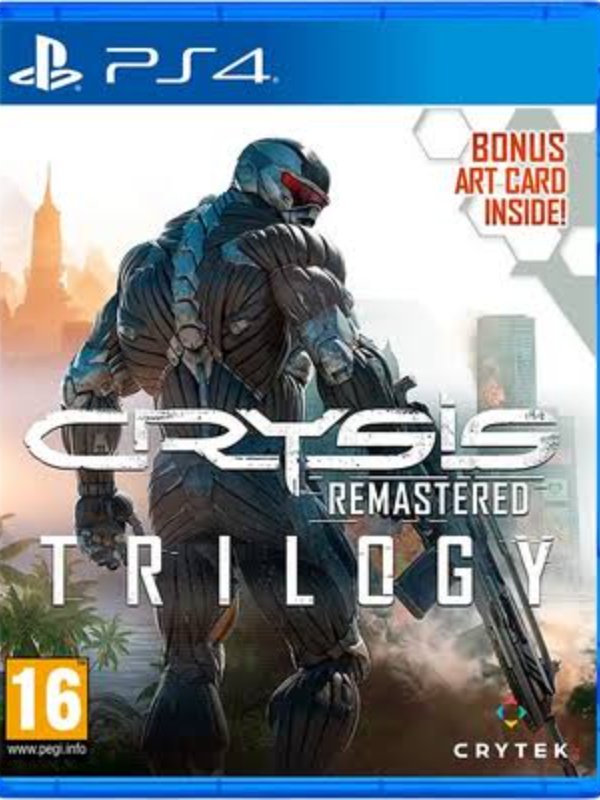 PS4
BONUS
ART CARD
INSIDE!
CRYSIS
REMASTERED
TRILOGY
16
www.pegi.info
CRYTEK